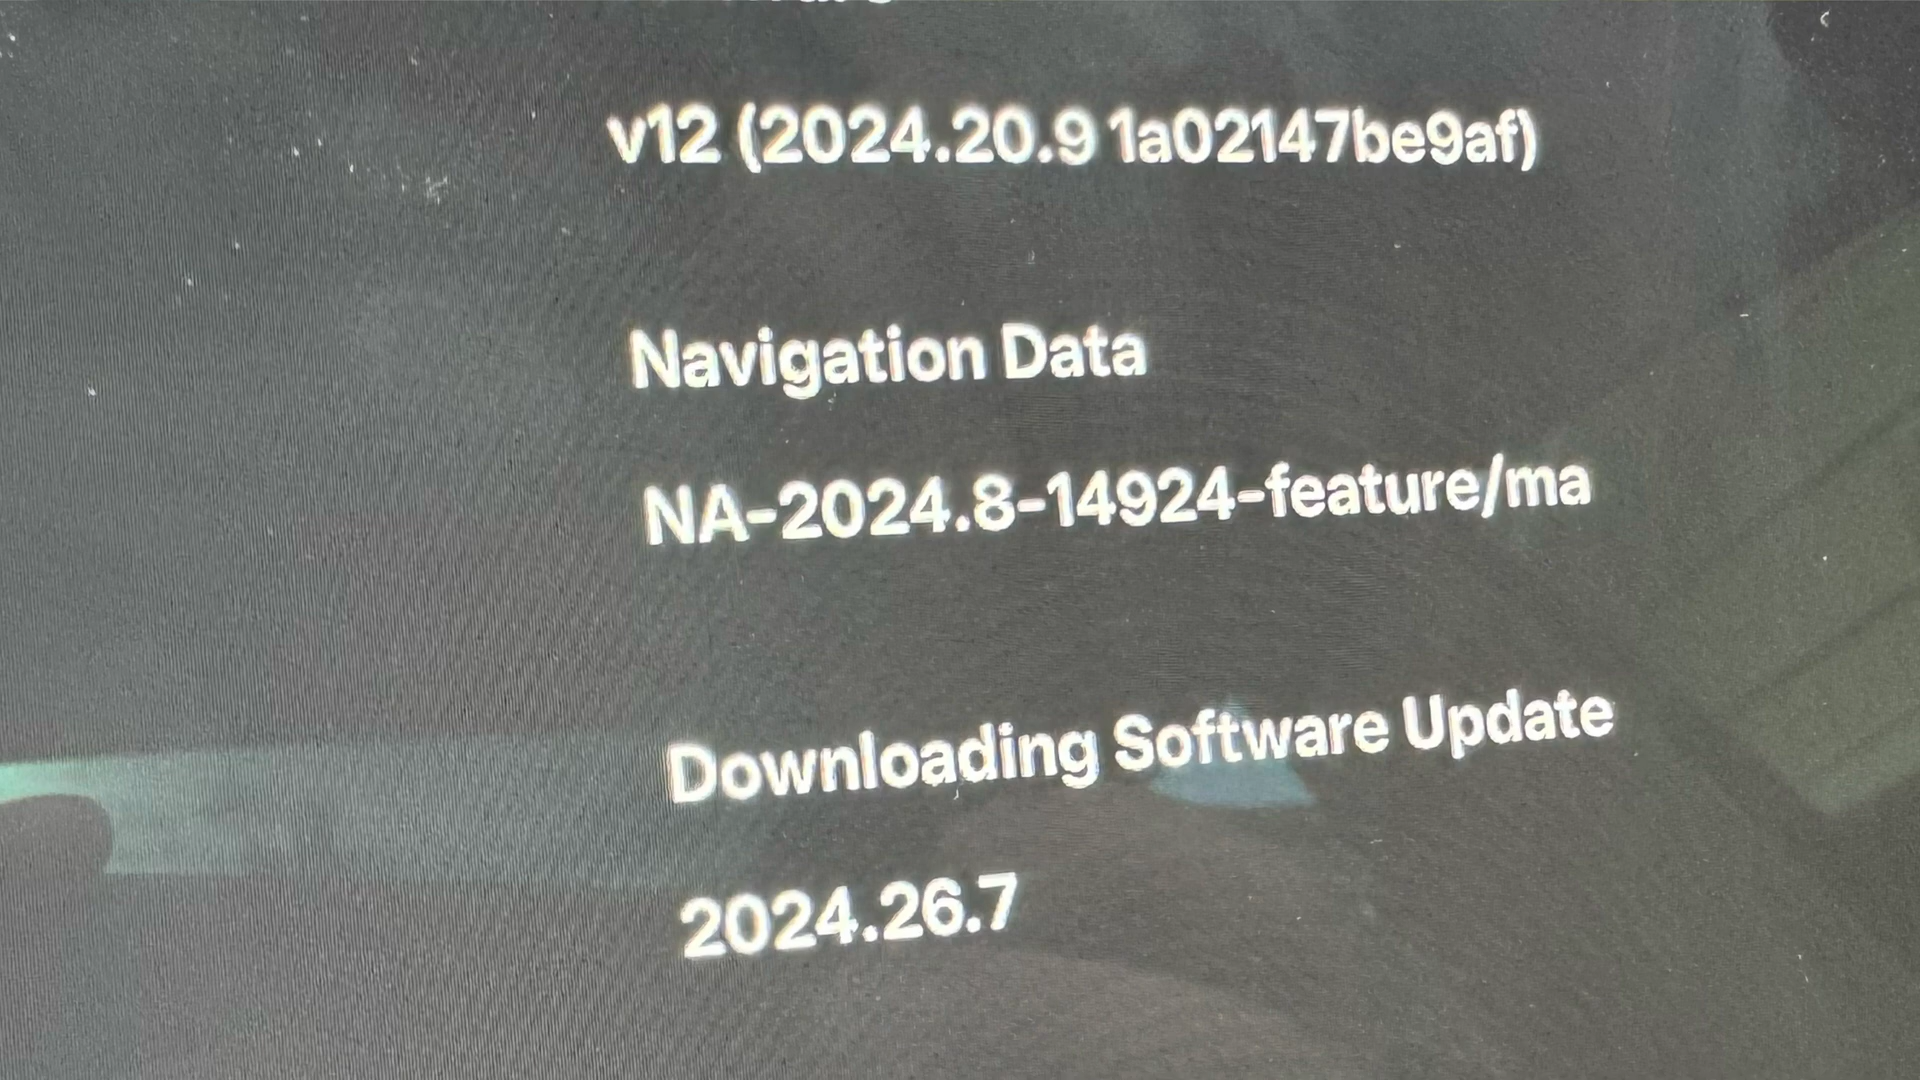 v12 (2024.20.9 1a02147be9af)
Navigation Data
NA-2024.8-14924-feature/ma
Downloading Software Update
2024.26.7